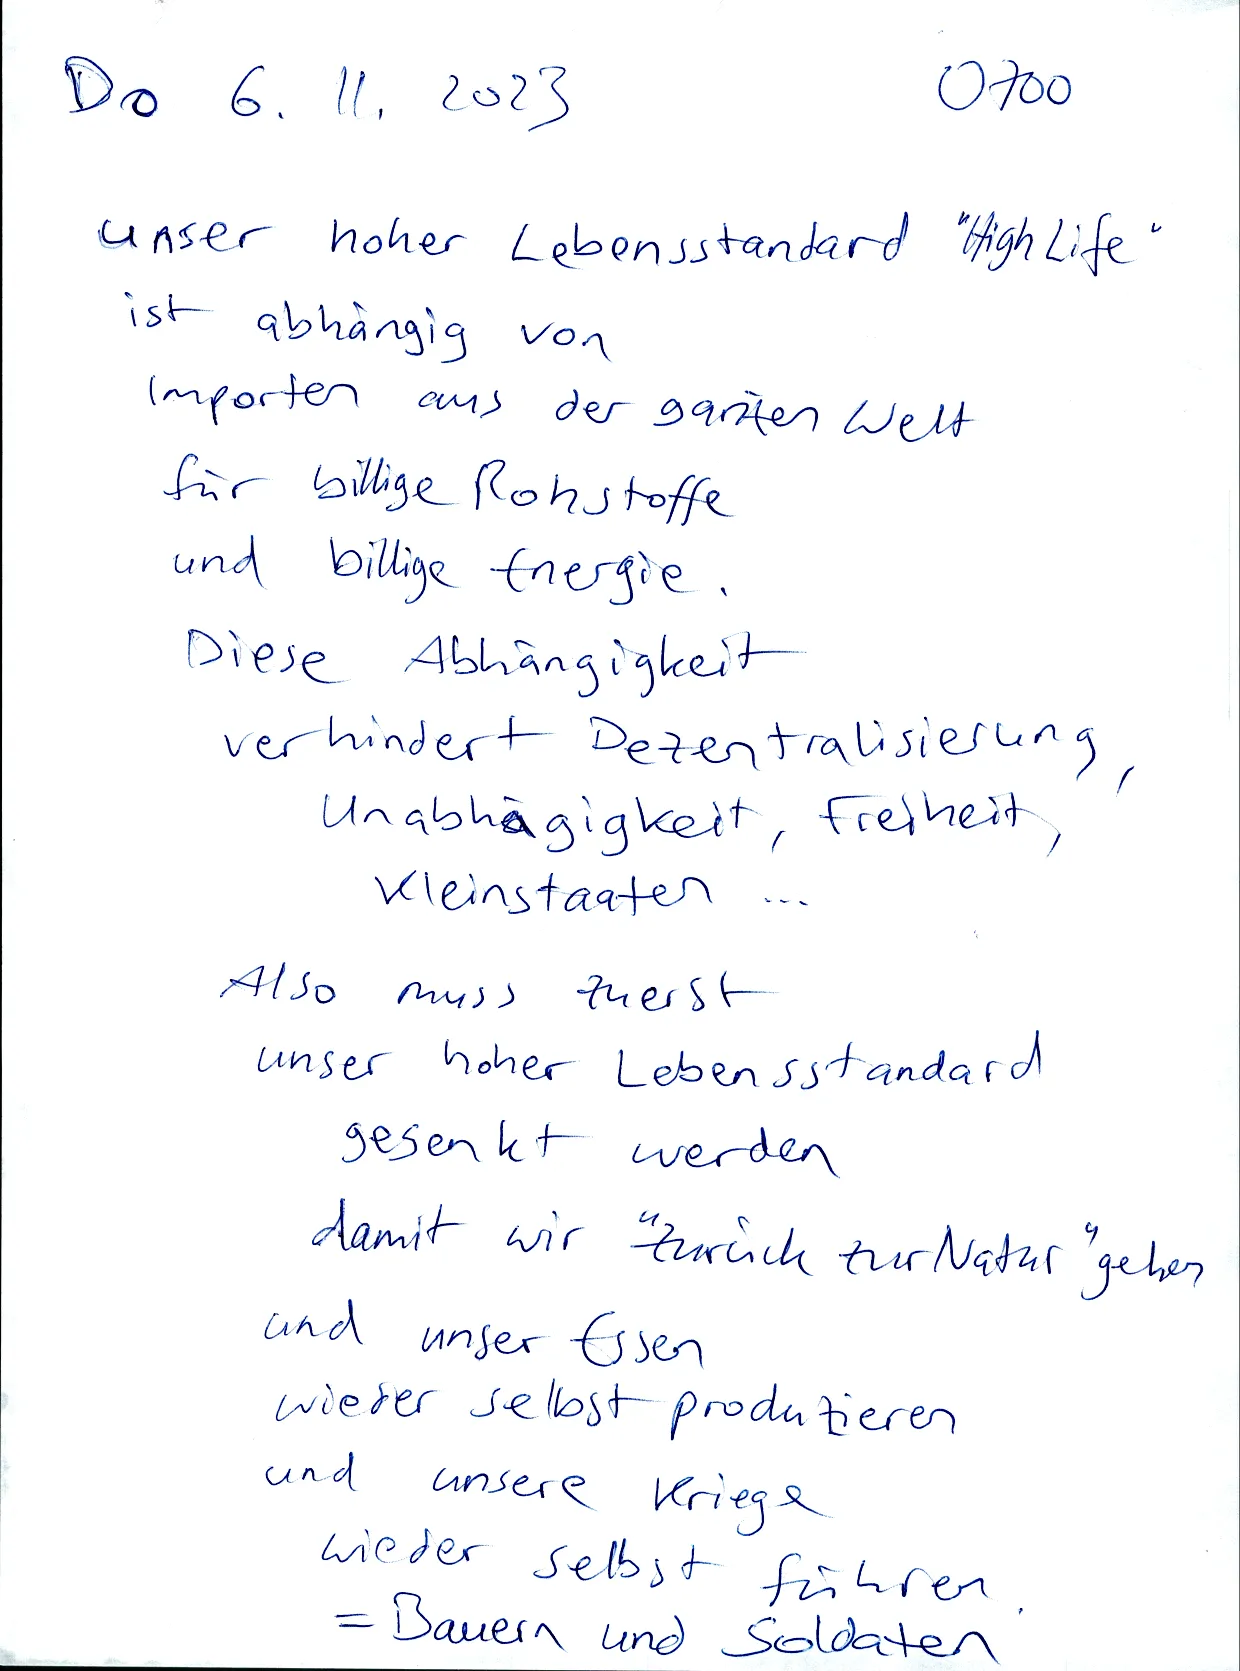 Do 6. 11. 2023 0700
unser hoher Lebensstandard "High Life"
ist abhängig von
Importen aus der ganzen Welt
für billige Rohstoffe
und billige Energie.
Diese Abhängigkeit
verhindert Dezentralisierung,
Unabhägigkeit, Freiheit,
Kleinstaaten ...
Also muss zuerst
unser hoher Lebensstandard
gesenkt werden
damit wir "zurück zur Natur" gehen
und unser Essen
wieder selbst produzieren
und unsere Kriege
wieder selbst führen.
= Bauern und Soldaten